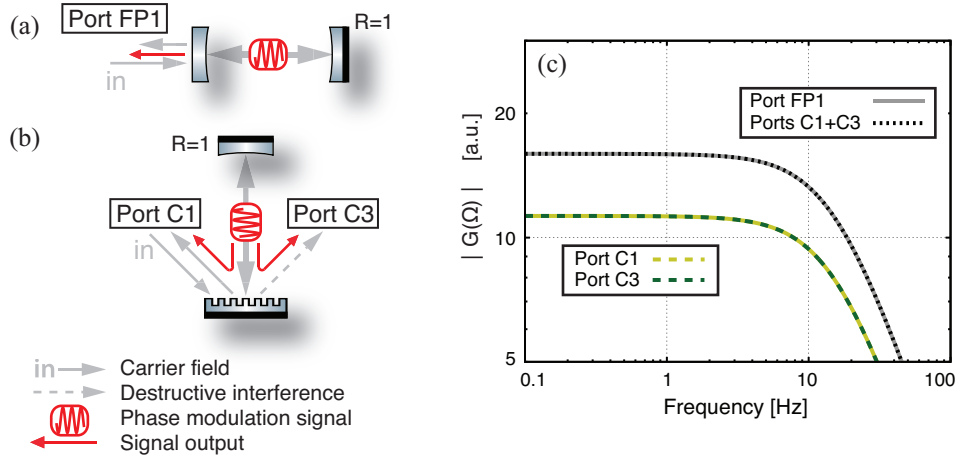 (a)
Port FP1
R=1
in
(b)
R=1
Port C1
Port C3
in
in
Carrier field
Destructive interference
Phase modulation signal
Signal output
(c)
| G(Ω) | [a.u.]
20
10
5
Port FP1
Ports C1+C3
Port C1
Port C3
0.1
1
10
100
Frequency [Hz]